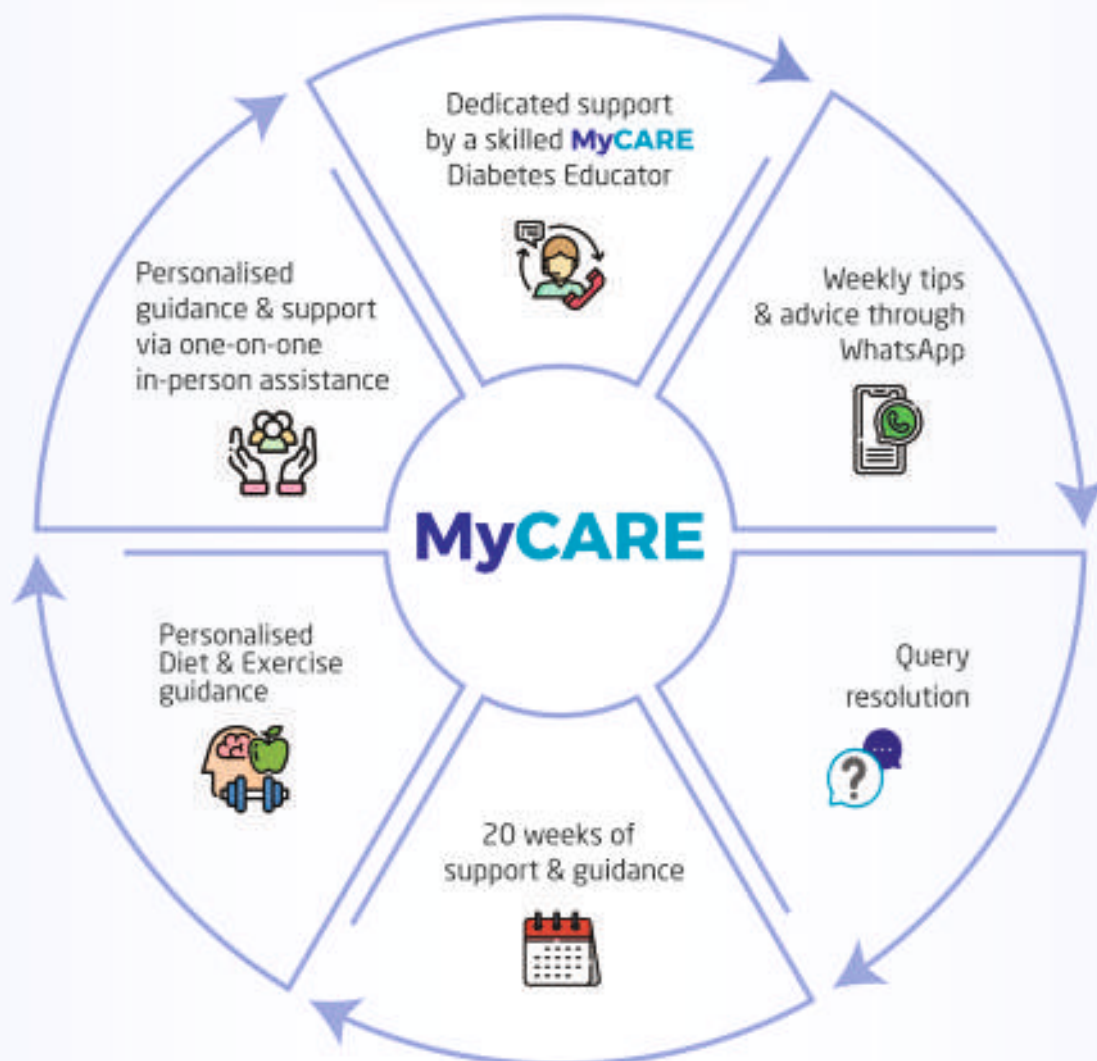 Dedicated support
by a skilled MyCARE
Diabetes Educator
Weekly tips
& advice through
WhatsApp
Query
resolution
20 weeks of
support & guidance
Personalised
Diet & Exercise
guidance
Personalised
guidance & support
via one-on-one
in-person assistance
MyCARE